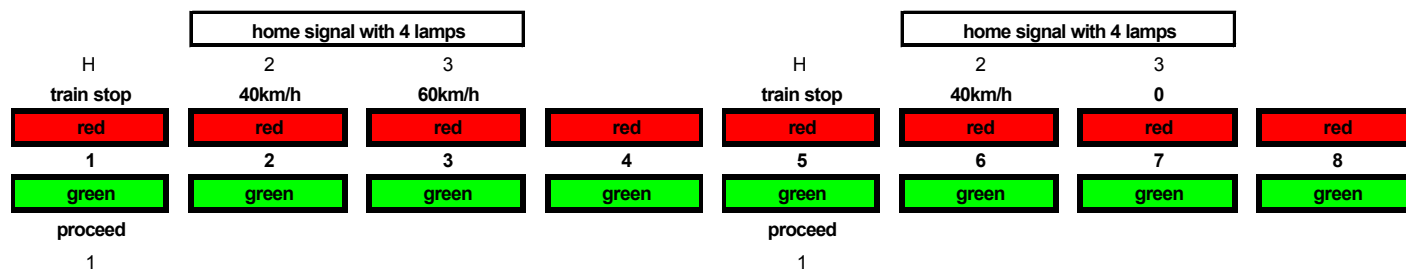 home signal with 4 lamps home signal with 4 lamps
H 2 3 H 2 3
train stop 40km/h 60km/h train stop 40km/h 0
red red red red red red red red
1 2 3 4 5 6 7 8
green green green green green green green green
proceed proceed
1 1